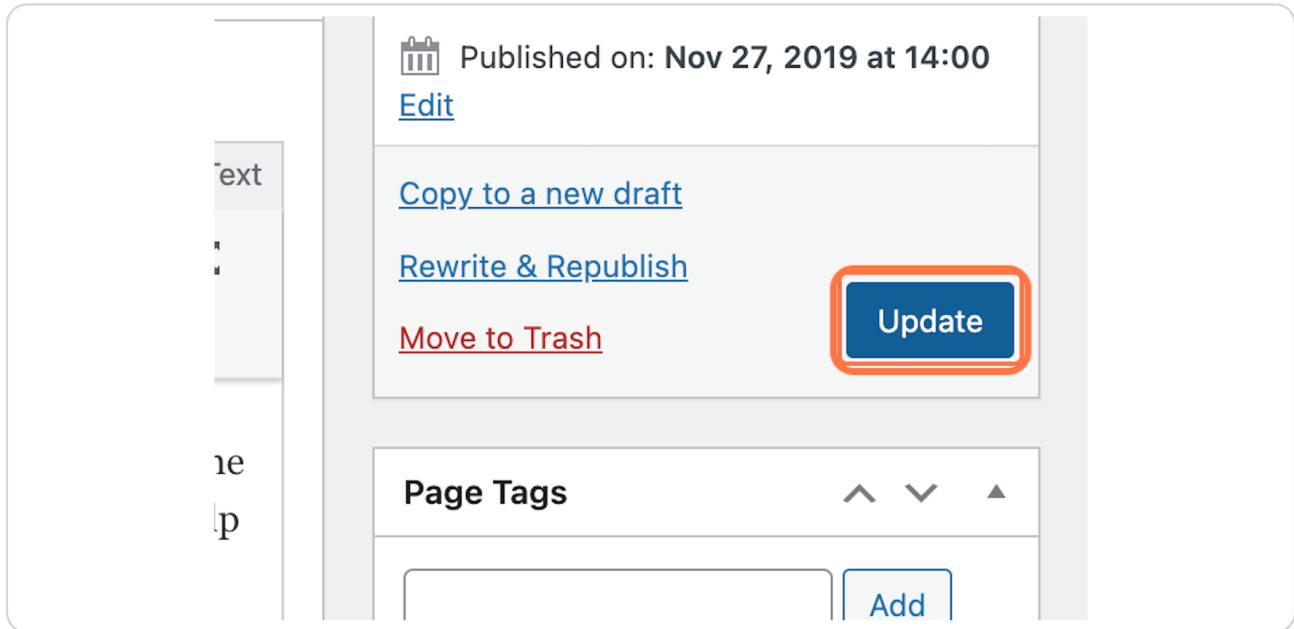 Published on: Nov 27, 2019 at 14:00
Edit
Text
Copy to a new draft
Rewrite & Republish
Update
Move to Trash
Page Tags
lp
Add